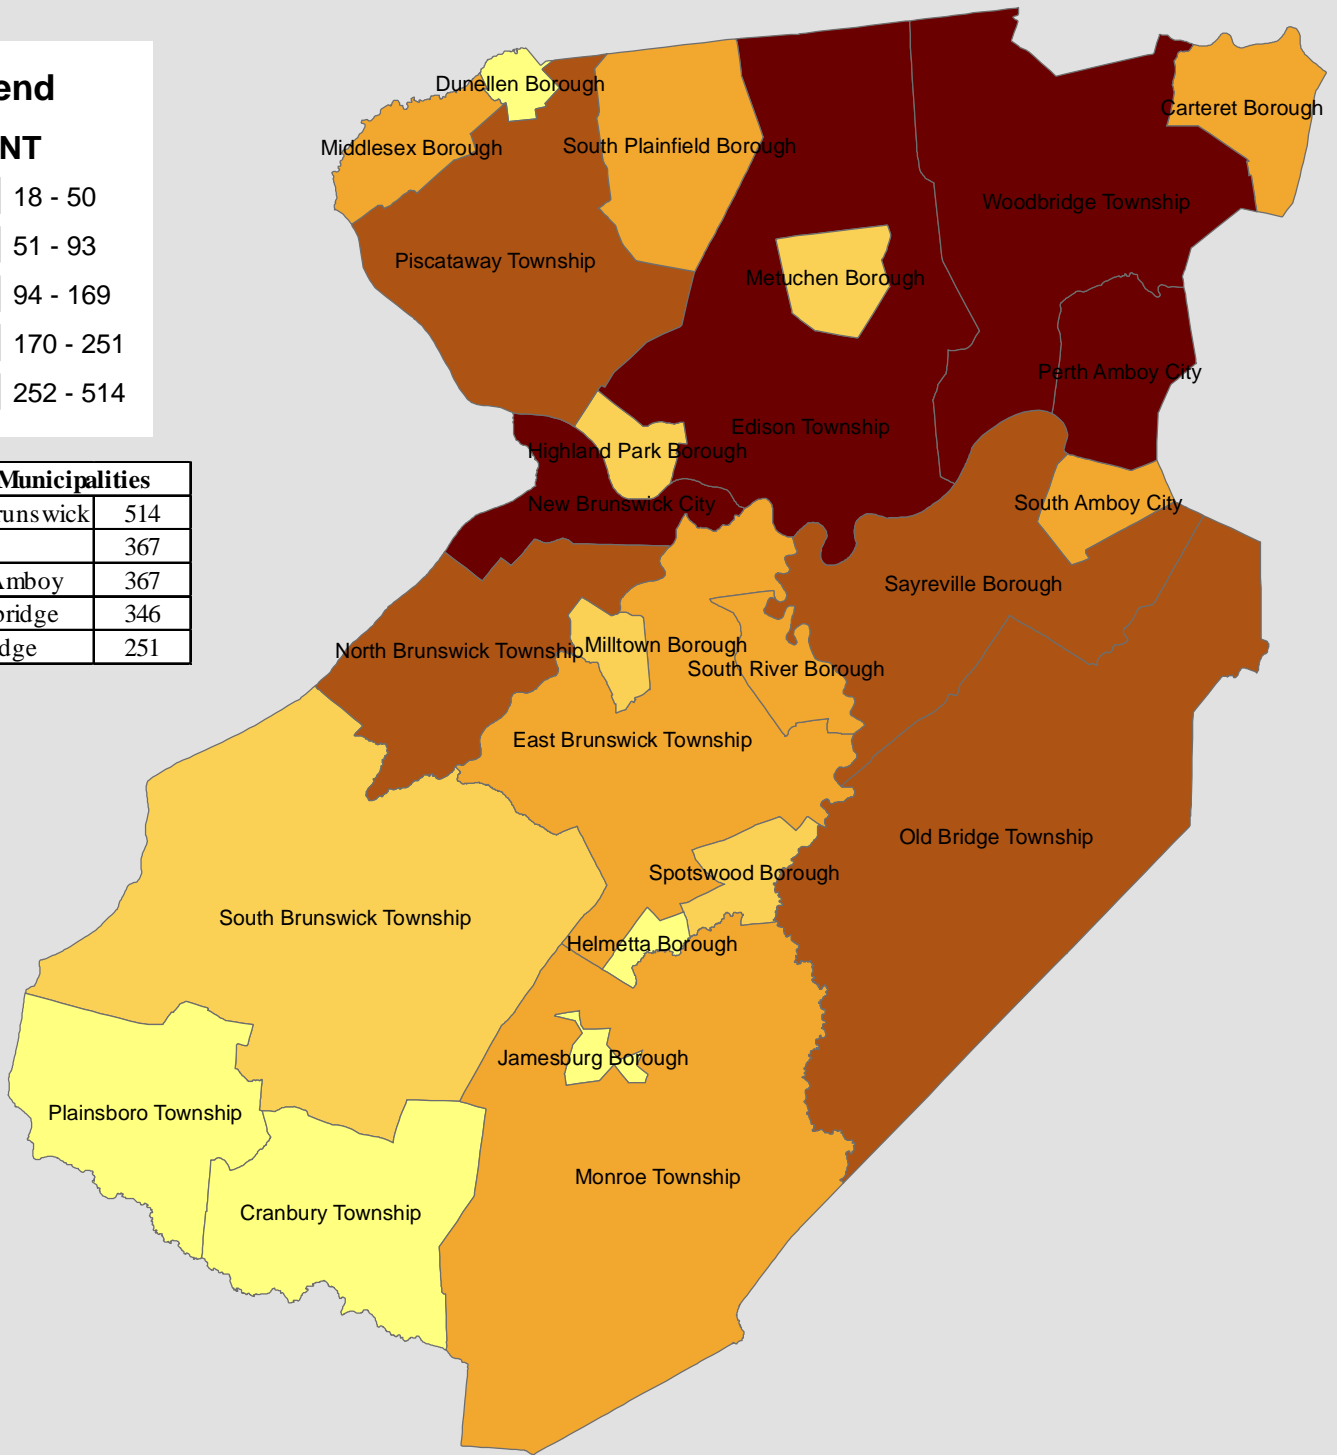 end
NT
18 - 50
51 - 93
94 - 169
170 - 251
252 - 514
Municipalities
runswick 514
367
Amboy 367
bridge 346
dge 251
Dunellen Borough
Carteret Borough
Middlesex Borough
South Plainfield Borough
Woodbridge Township
Piscataway Township
Metuchen Borough
Perth Amboy City
Edison Township
Highland Park Borough
New Brunswick City
South Amboy City
Sayreville Borough
North Brunswick Township
Milltown Borough
South River Borough
East Brunswick Township
Old Bridge Township
Spotswood Borough
South Brunswick Township
Helmetta Borough
Jamesburg Borough
Plainsboro Township
Monroe Township
Cranbury Township